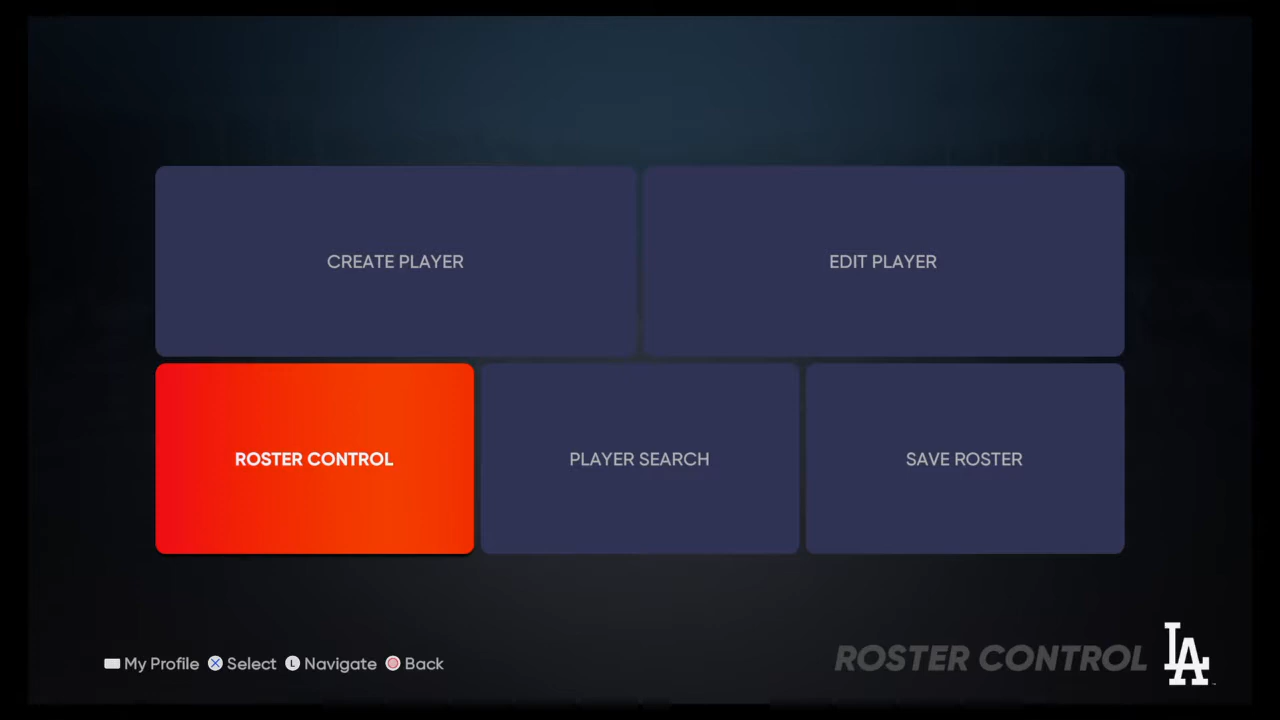 CREATE PLAYER
EDIT PLAYER
ROSTER CONTROL
PLAYER SEARCH
SAVE ROSTER
My Profile Select L Navigate Back
ROSTER CONTROL LA